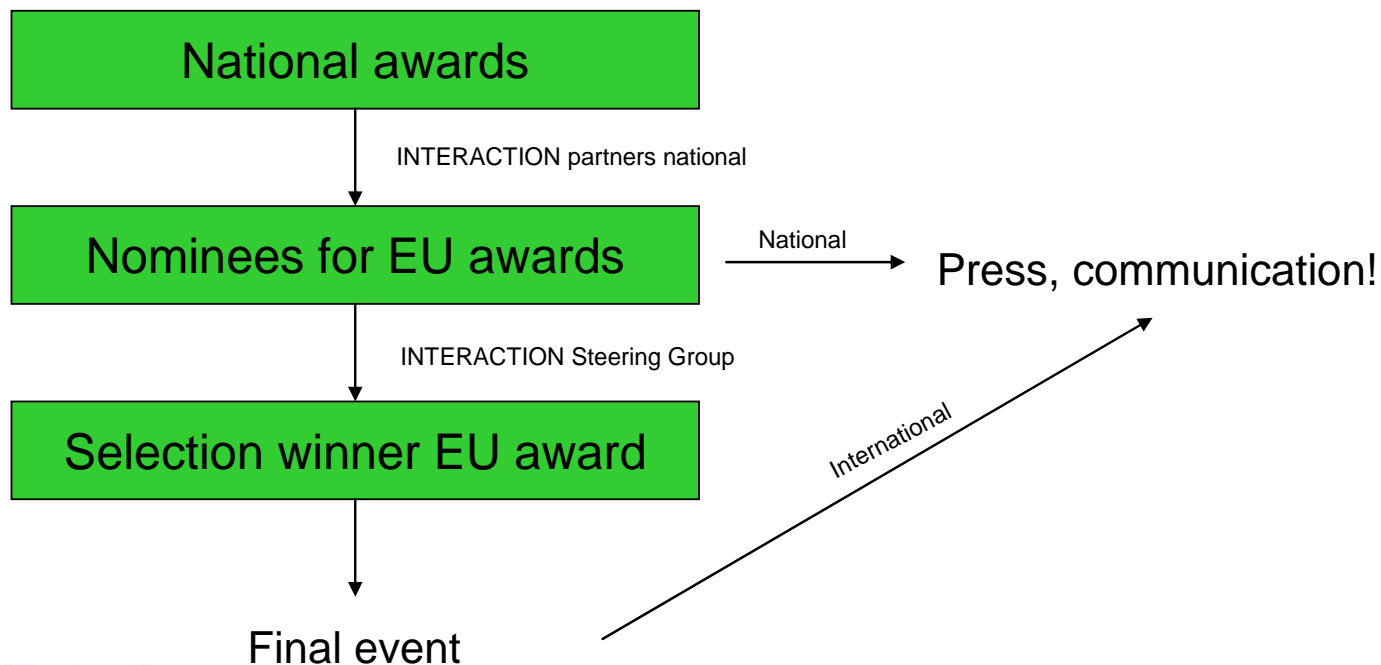 National awards
INTERACTION partners national
Nominees for EU awards
National
Press, communication!
INTERACTION Steering Group
Selection winner EU award
International
Final event